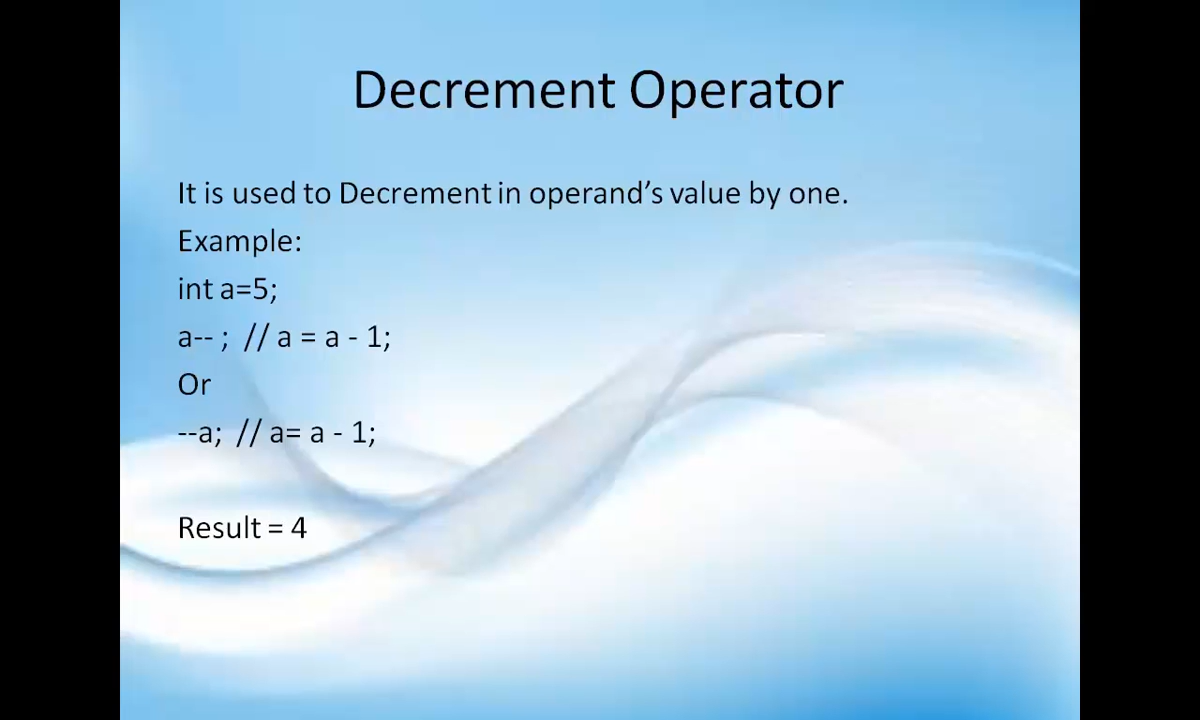 Decrement Operator
It is used to Decrement in operand’s value by one.
Example:
int a=5;
a-- ;  // a = a - 1;
Or
--a;  // a= a - 1;
Result = 4